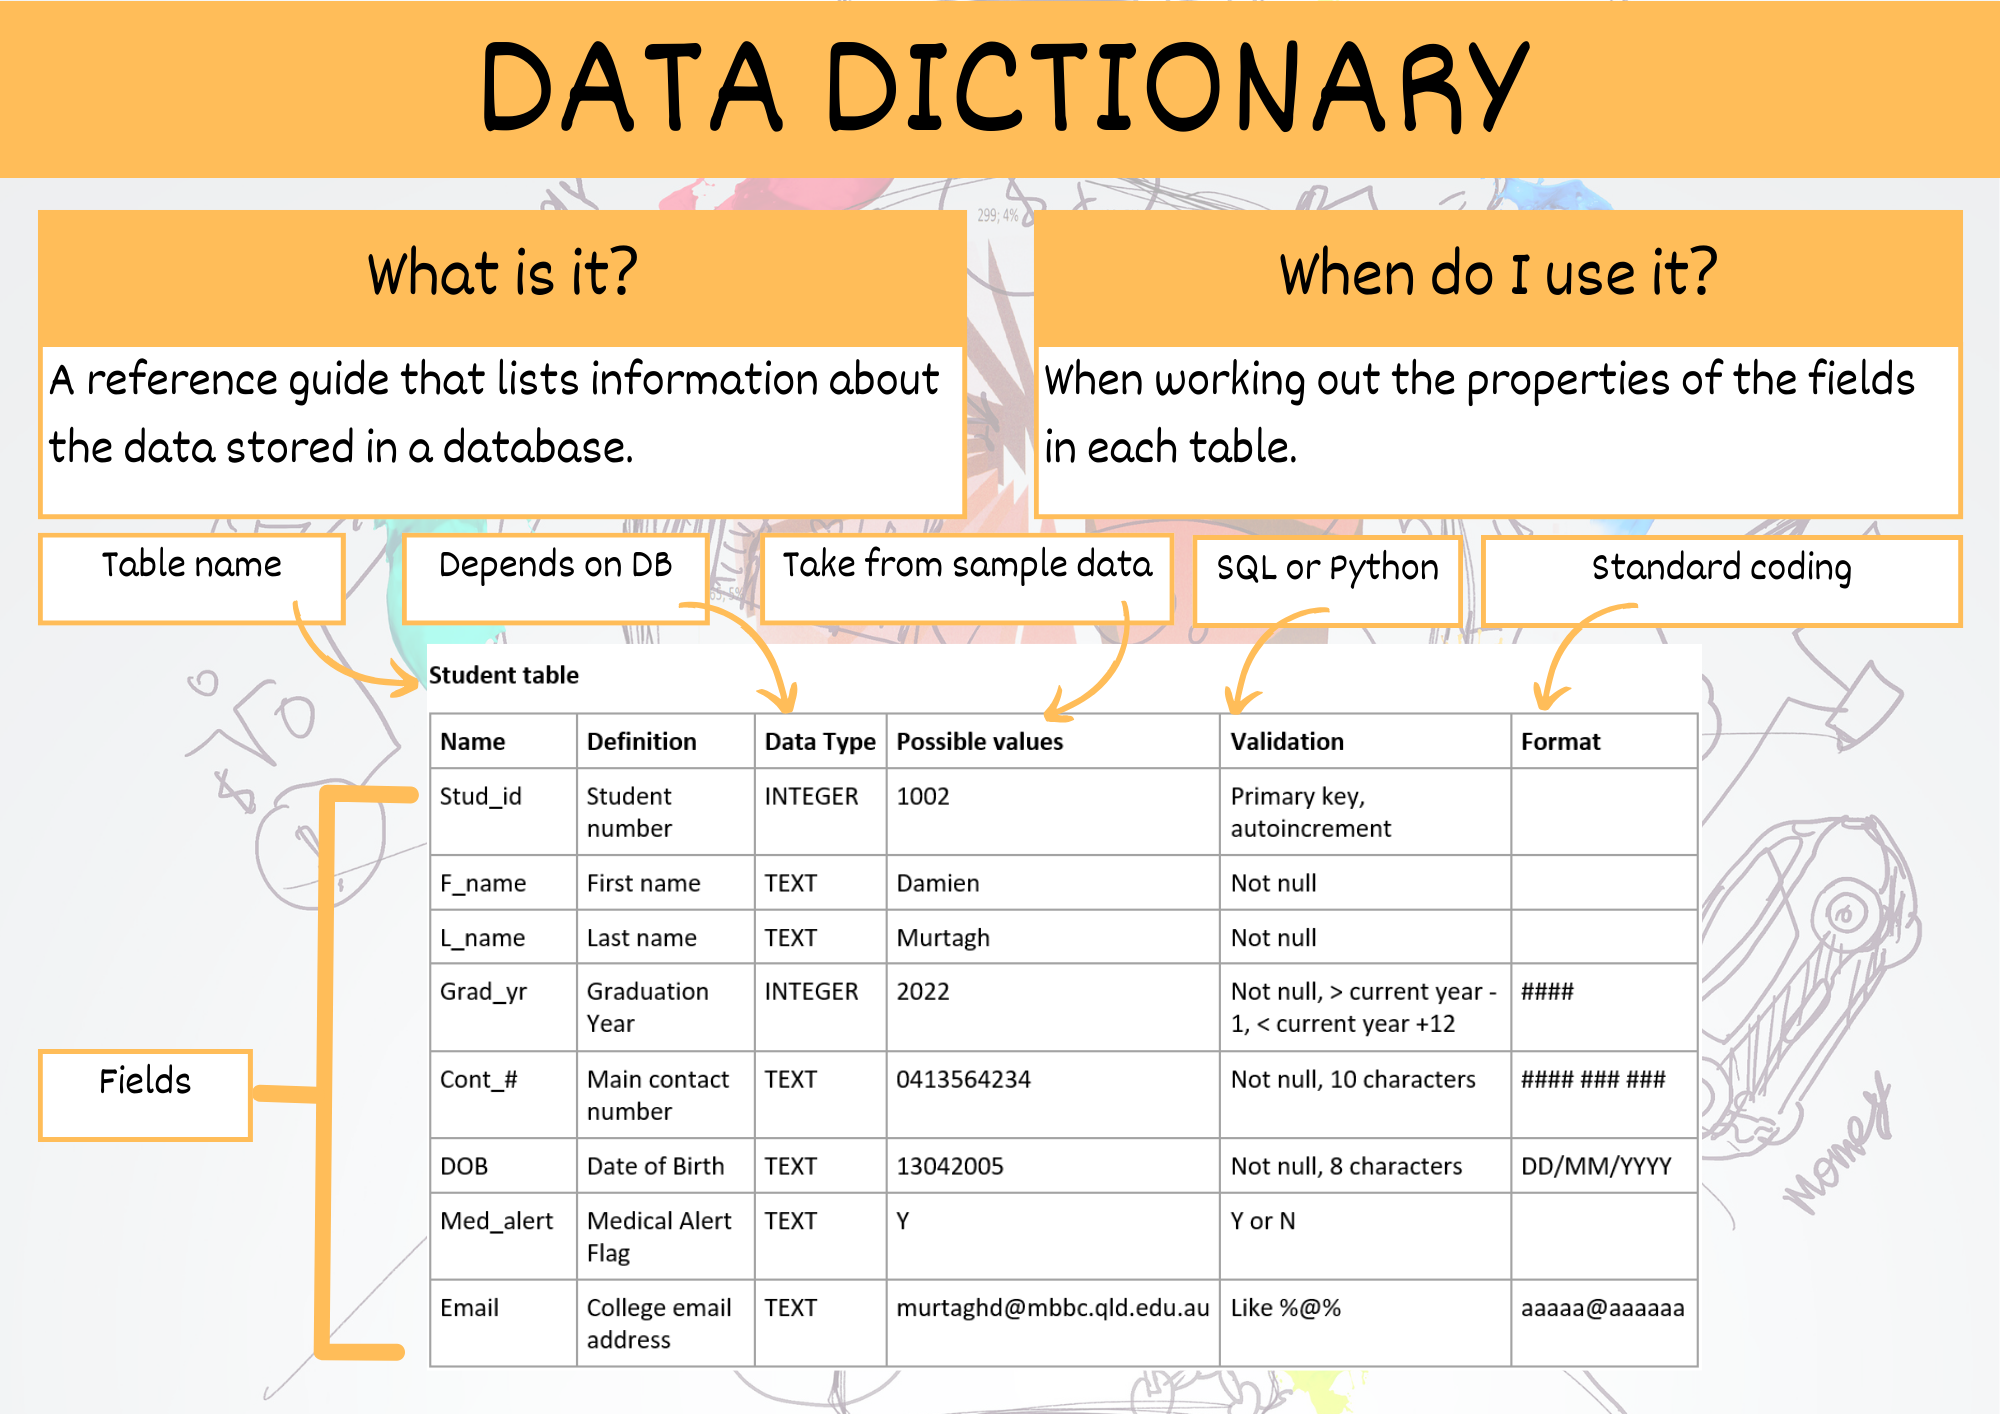 DATA DICTIONARY
What is it?
A reference guide that lists information about
the data stored in a database.
When do I use it?
When working out the properties of the fields
in each table.
Table name
Depends on DB
Take from sample data
SQL or Python
Standard coding
299; 4%
Student table
Name Definition Data Type Possible values Validation Format
Stud_id Student INTEGER 1002 Primary key,
number autoincrement
F_name First name TEXT Damien Not null
L_name Last name TEXT Murtagh Not null
Grad_yr Graduation INTEGER 2022 Not null, > current year - ####
Year 1, < current year +12
Cont_# Main contact TEXT 0413564234 Not null, 10 characters #### ### ###
number
DOB Date of Birth TEXT 13042005 Not null, 8 characters DD/MM/YYYY
Med_alert Medical Alert TEXT Y Y or N
Flag
Email College email TEXT murtaghd@mbbc.qld.edu.au Like %@% aaaaa@aaaaaa
address
Fields
Money